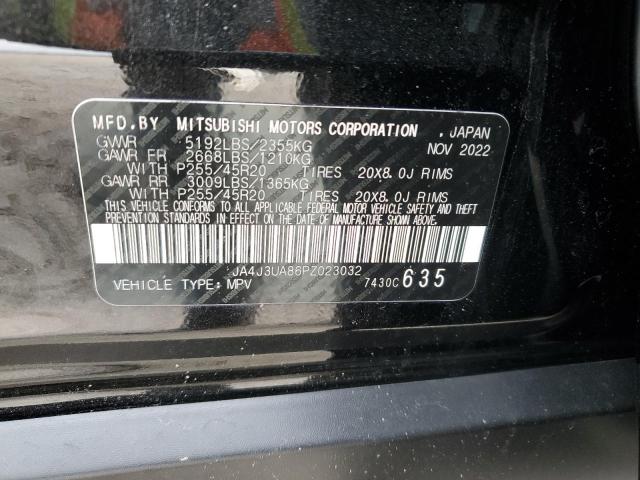 MFD.BY MITSUBISHI MOTORS CORPORATION , JAPAN
GVWR 5192LBS/2355KG NOV 2022
GAWR FR 2668LBS/1210KG
WITH P255/45R20 TIRES 20X8.0J RIMS
GAWR RR 3009LBS/1365KG
WITH P255/45R20 TIRES 20X8.0J RIMS
THIS VEHICLE CONFORMS TO ALL APPLICABLE FEDERAL MOTOR VEHICLE SAFETY AND THEFT
PREVENTION STANDARDS IN EFFECT ON THE DATE OF MANUFACTURE SHOWN ABOVE.
JA4J3UA86PZ023032
VEHICLE TYPE: MPV 7430C 635